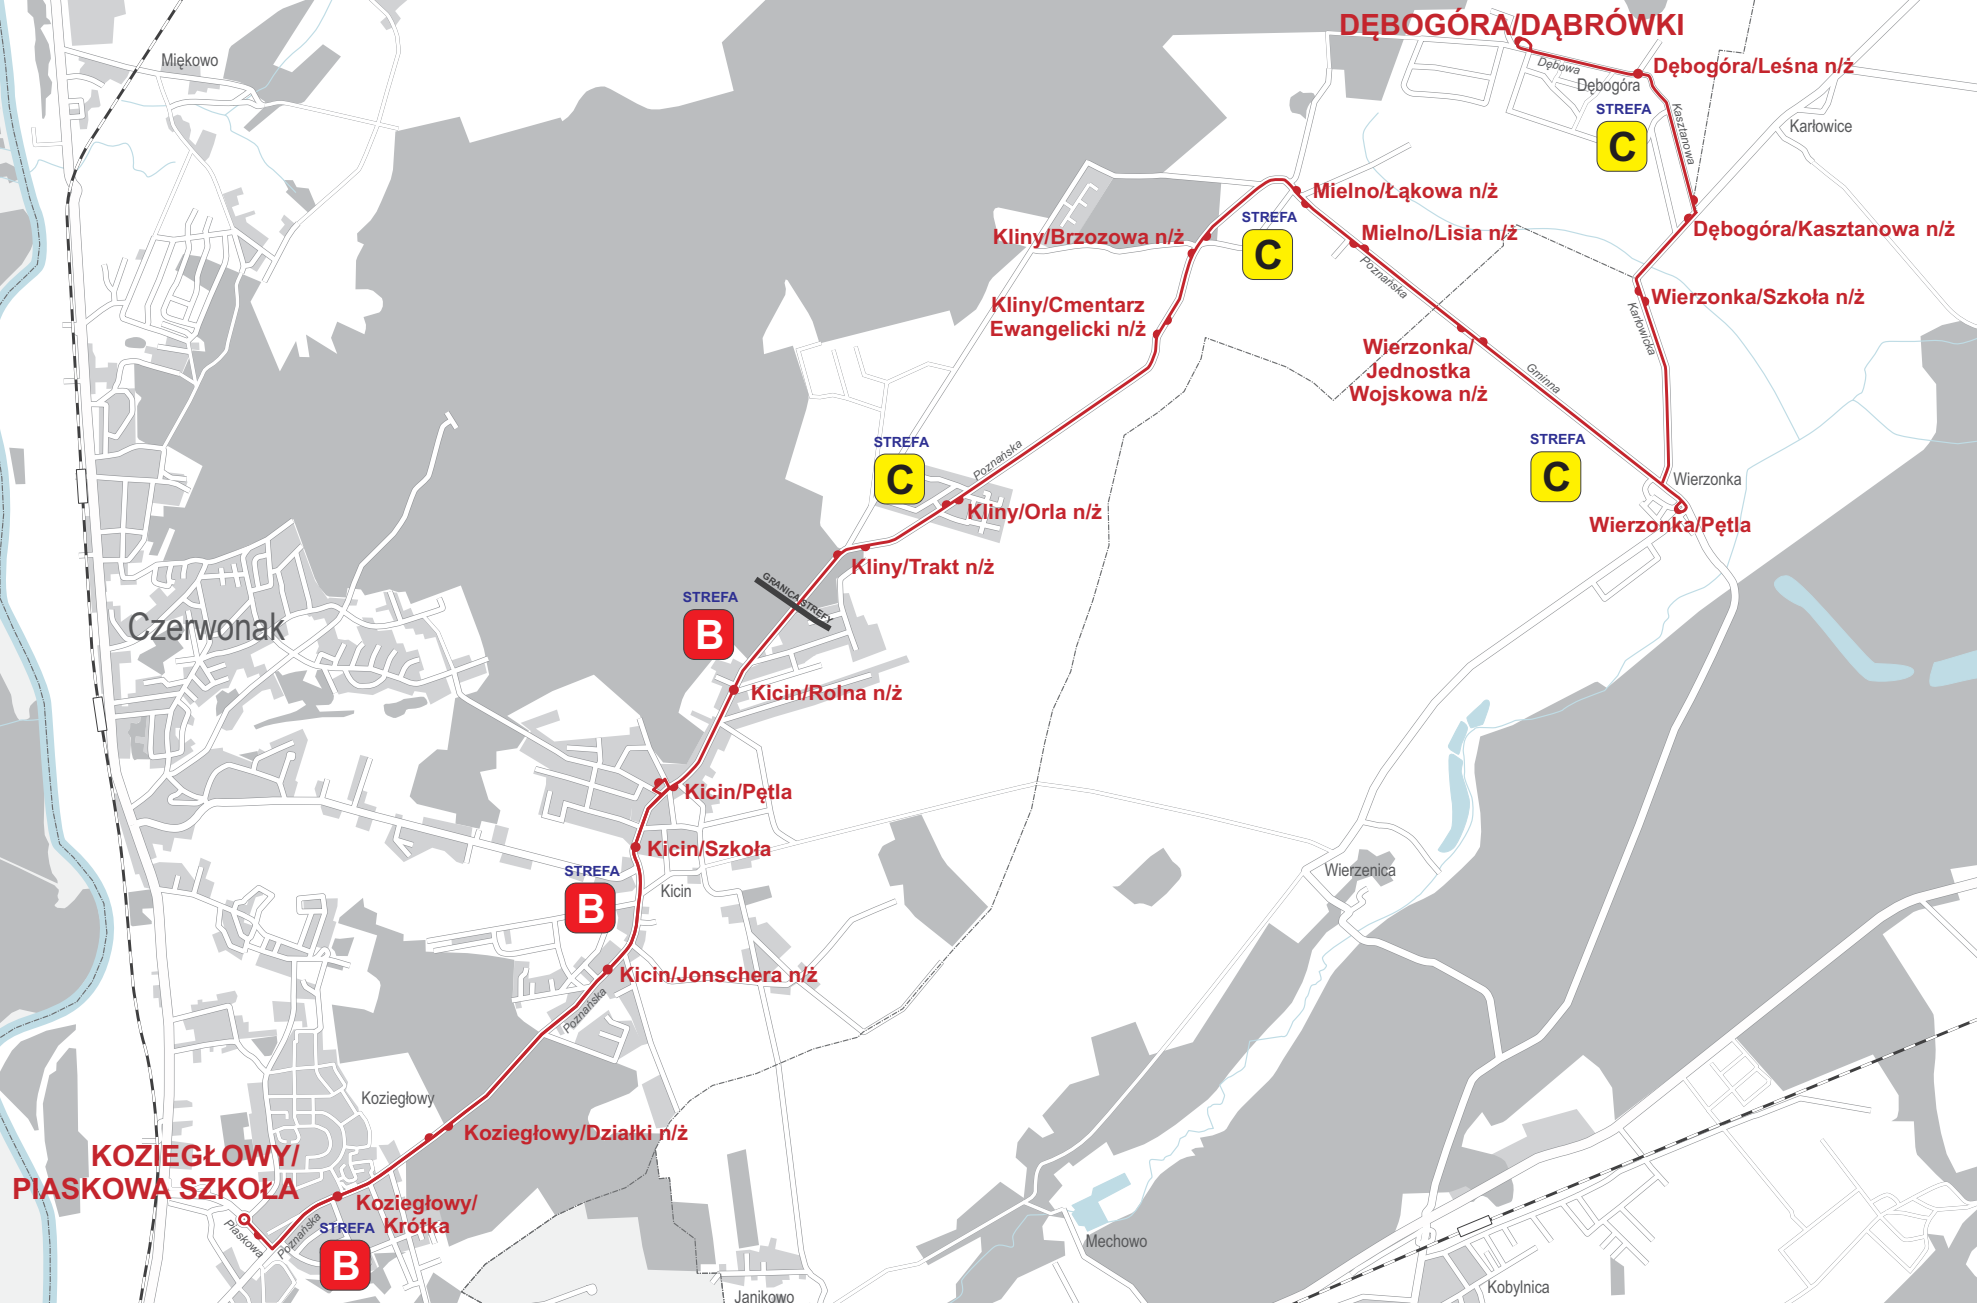 DĘBOGÓRA/DĄBRÓWKI
Miękowo
Dębowa
Dębogóra/Leśna n/ż
Dębogóra
STREFA
C
Kasztanowa
Karłowice
Mielno/Łąkowa n/ż
STREFA
C
Kliny/Brzozowa n/ż
Mielno/Lisia n/ż
Dębogóra/Kasztanowa n/ż
Poznańska
Kliny/Cmentarz
Ewangelicki n/ż
Wierzonka/Szkoła n/ż
Karłowicka
Wierzonka/
Jednostka
Wojskowa n/ż
Gminna
STREFA
C
Poznańska
STREFA
C
Wierzonka
Kliny/Orla n/ż
Wierzonka/Pętla
Kliny/Trakt n/ż
GRANICA STREFY
STREFA
B
Czerwonak
Kicin/Rolna n/ż
Kicin/Pętla
Kicin/Szkoła
STREFA
B
Kicin
Wierzenica
Kicin/Jonschera n/ż
Poznańska
Koziegłowy
Koziegłowy/Działki n/ż
KOZIEGŁOWY/
PIASKOWA SZKOŁA
Koziegłowy/
Krótka
Piaskowa
Poznańska
STREFA
B
Mechowo
Kobylnica
Janikowo